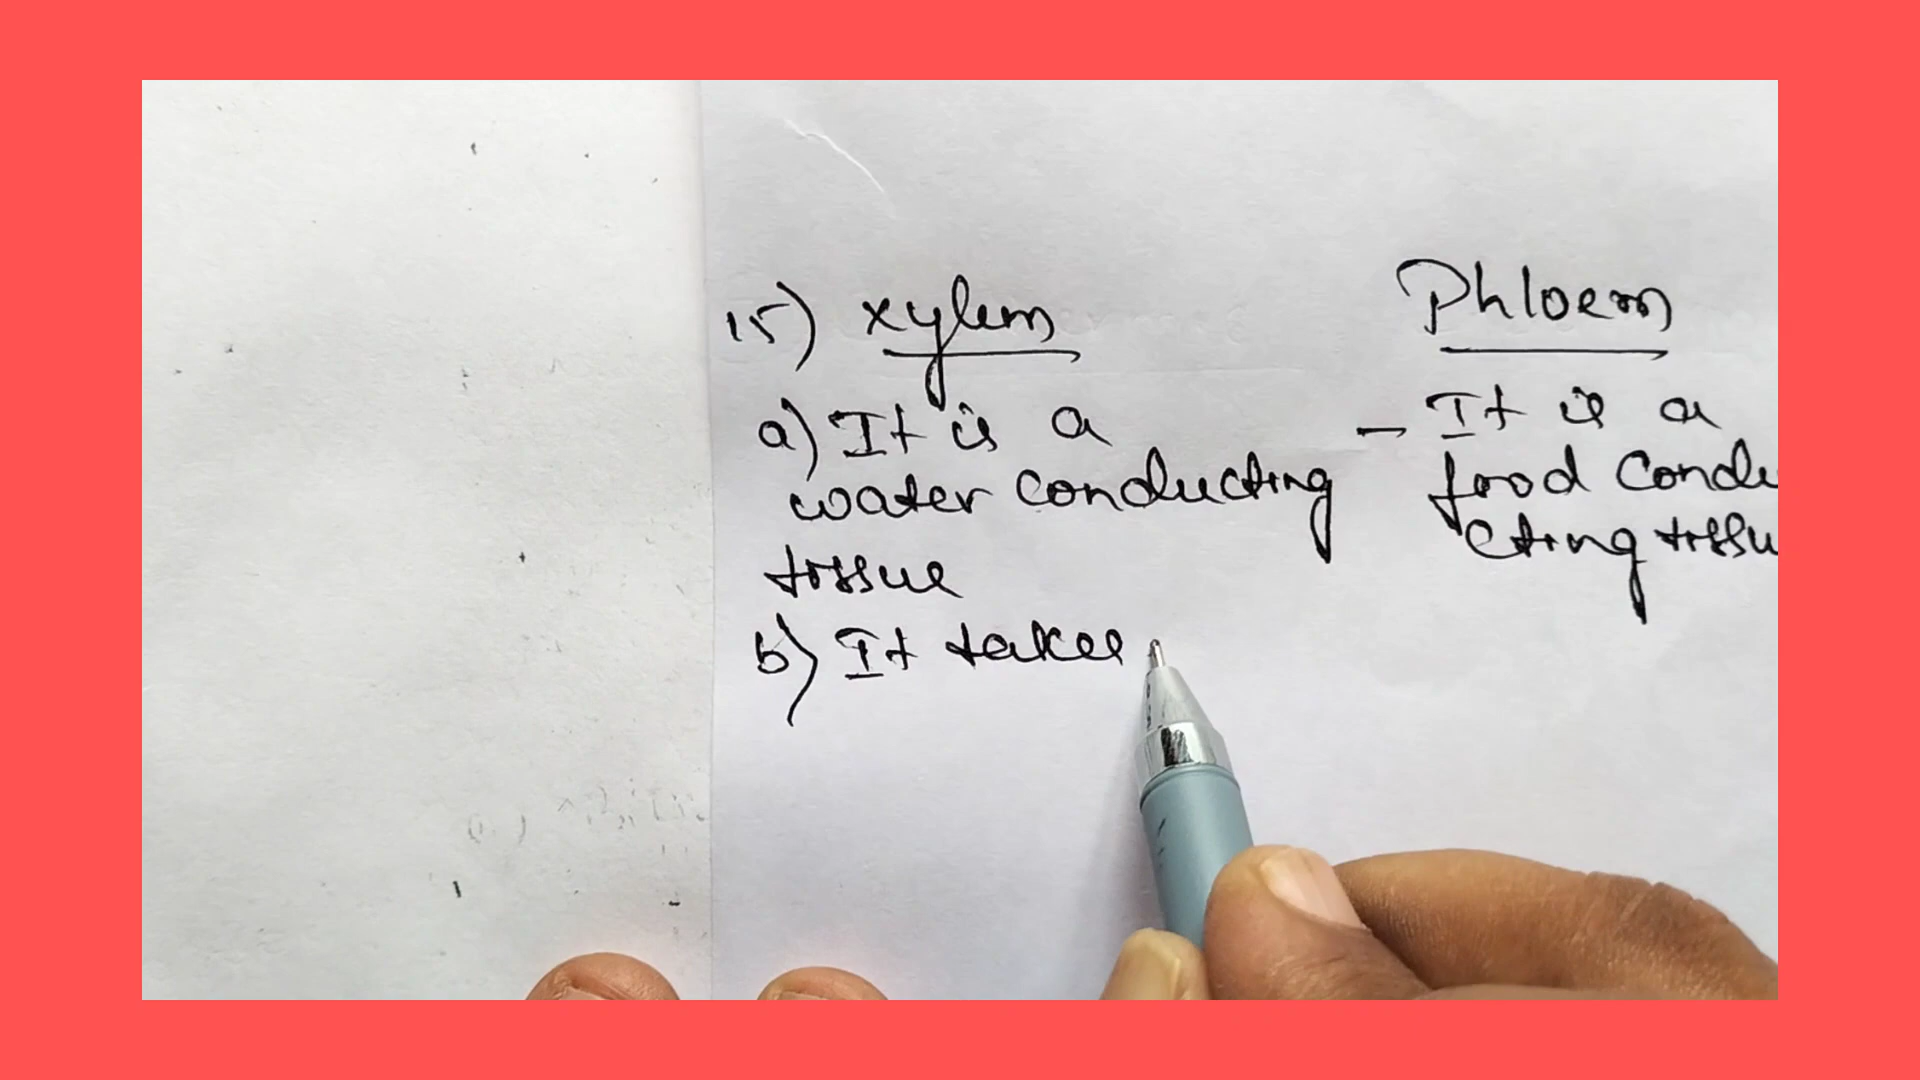 15) xylem
Phloem
a) It is a
water conducting
tissue
- It is a
food condu
cting tissu
b) It takes